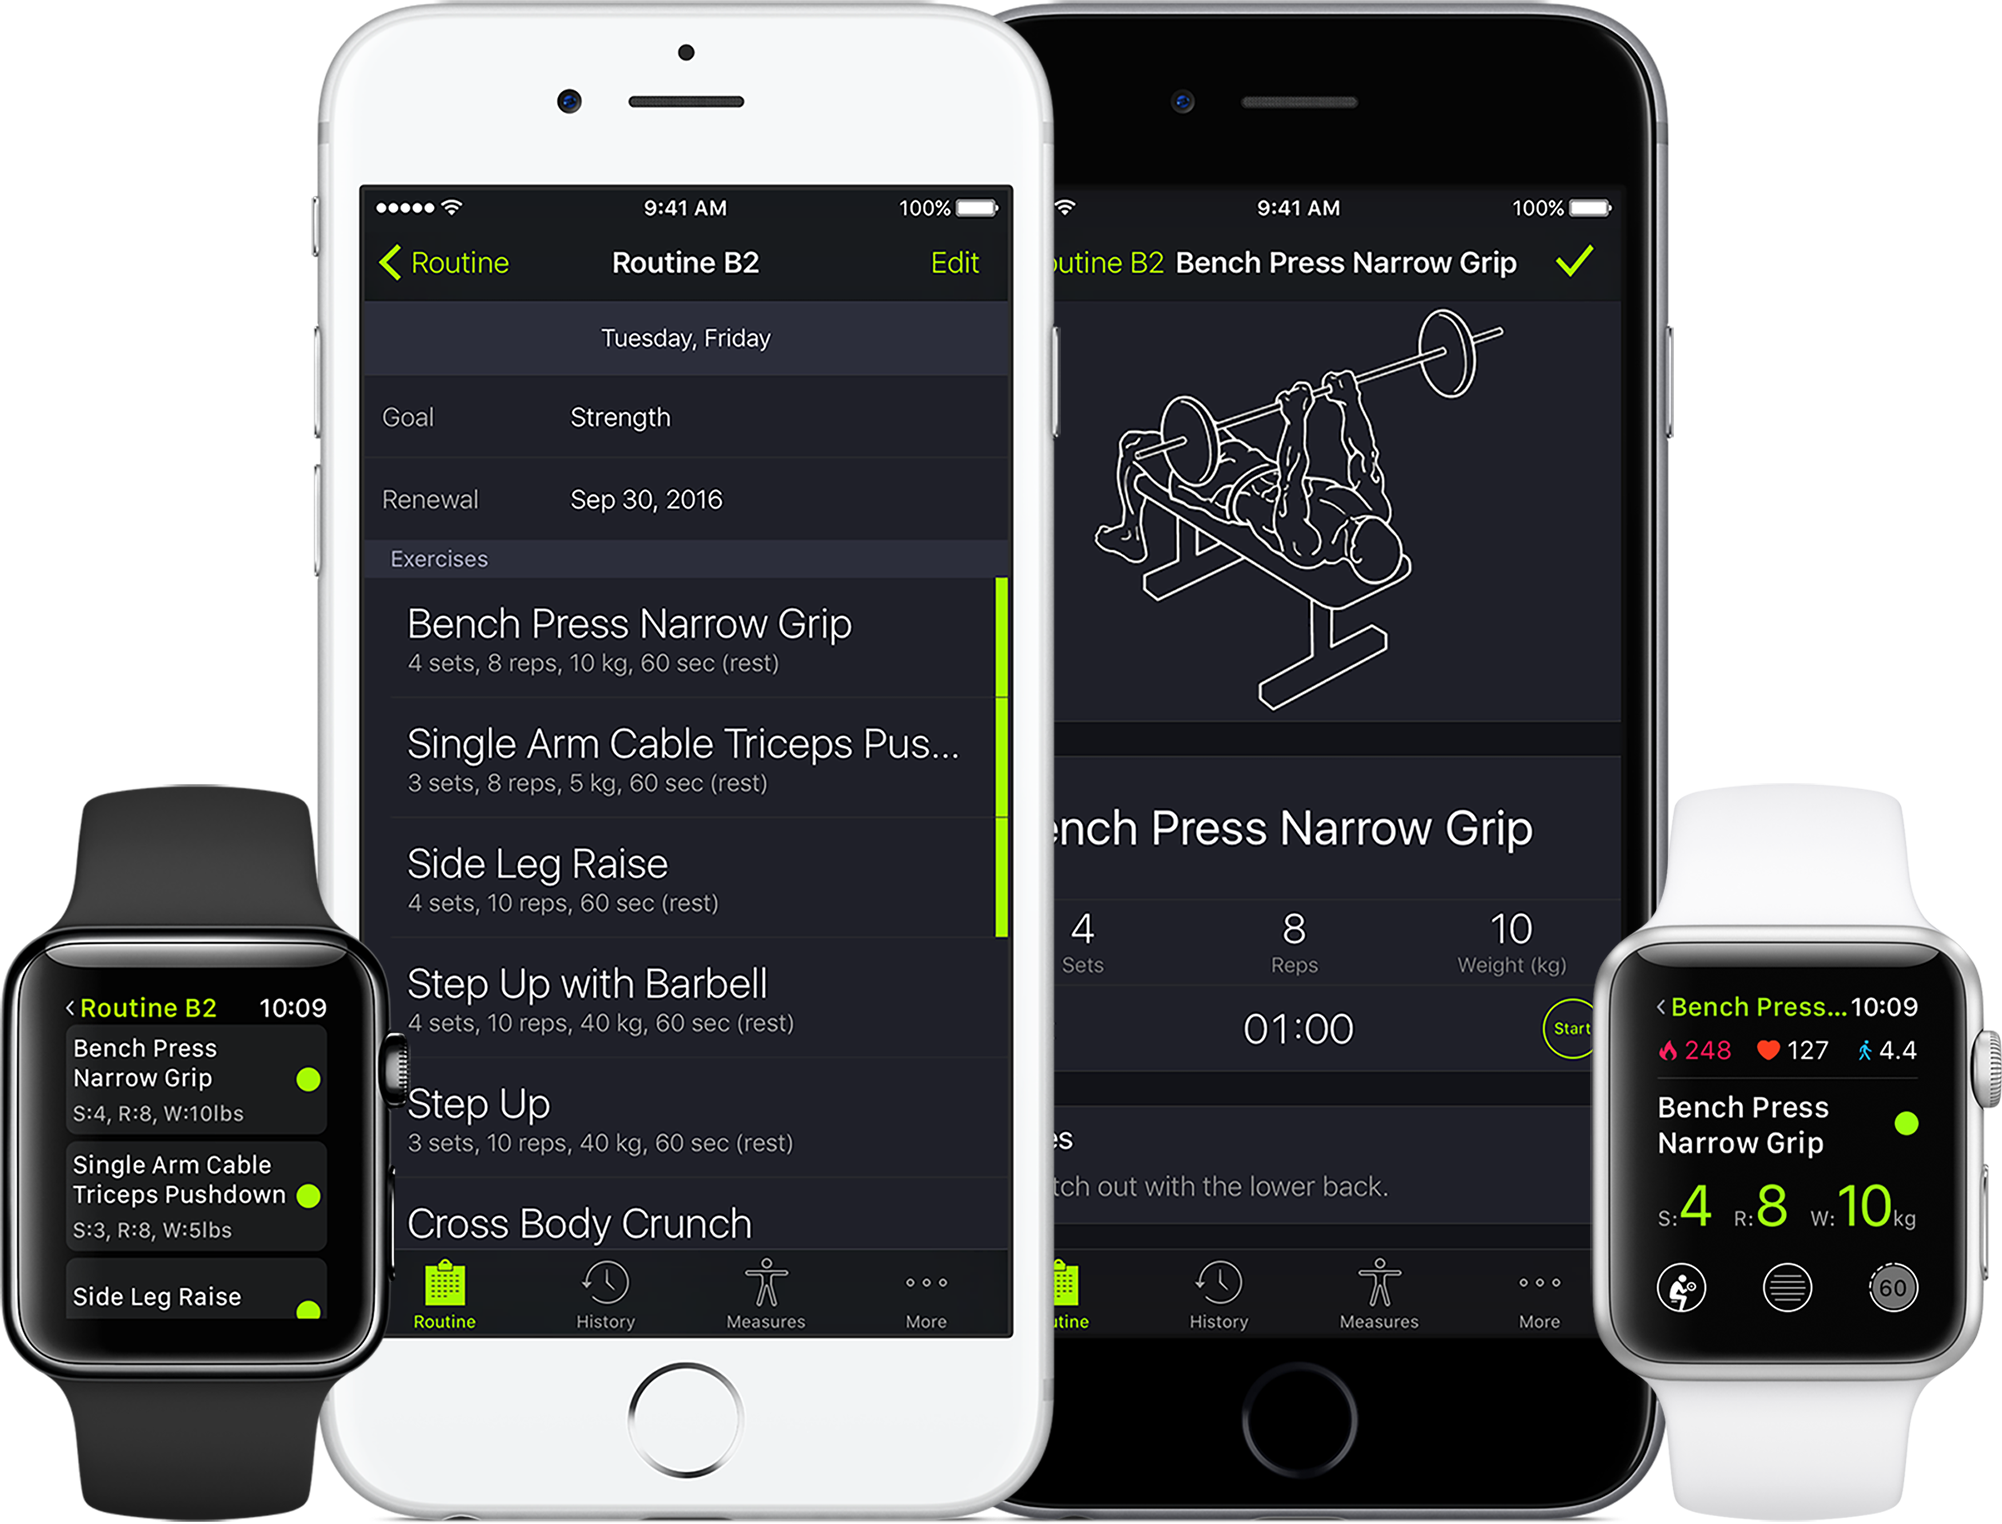 9:41 AM
100%
Routine
Routine B2
Edit
Tuesday, Friday
Goal
Strength
Renewal
Sep 30, 2016
Exercises
Bench Press Narrow Grip
4 sets, 8 reps, 10 kg, 60 sec (rest)
Single Arm Cable Triceps Pus...
3 sets, 8 reps, 5 kg, 60 sec (rest)
Side Leg Raise
4 sets, 10 reps, 60 sec (rest)
Step Up with Barbell
4 sets, 10 reps, 40 kg, 60 sec (rest)
Step Up
3 sets, 10 reps, 40 kg, 60 sec (rest)
Cross Body Crunch
Routine
History
Measures
More
9:41 AM
100%
outine B2
Bench Press Narrow Grip
ench Press Narrow Grip
4
8
10
Sets
Reps
Weight (kg)
01:00
Start
es
tch out with the lower back.
utine
History
Measures
More
Routine B2
10:09
Bench Press
Narrow Grip
S:4, R:8, W:10lbs
Single Arm Cable
Triceps Pushdown
S:3, R:8, W:5lbs
Side Leg Raise
Bench Press...
10:09
248
127
4.4
Bench Press
Narrow Grip
S:4 R:8 W:10kg
60